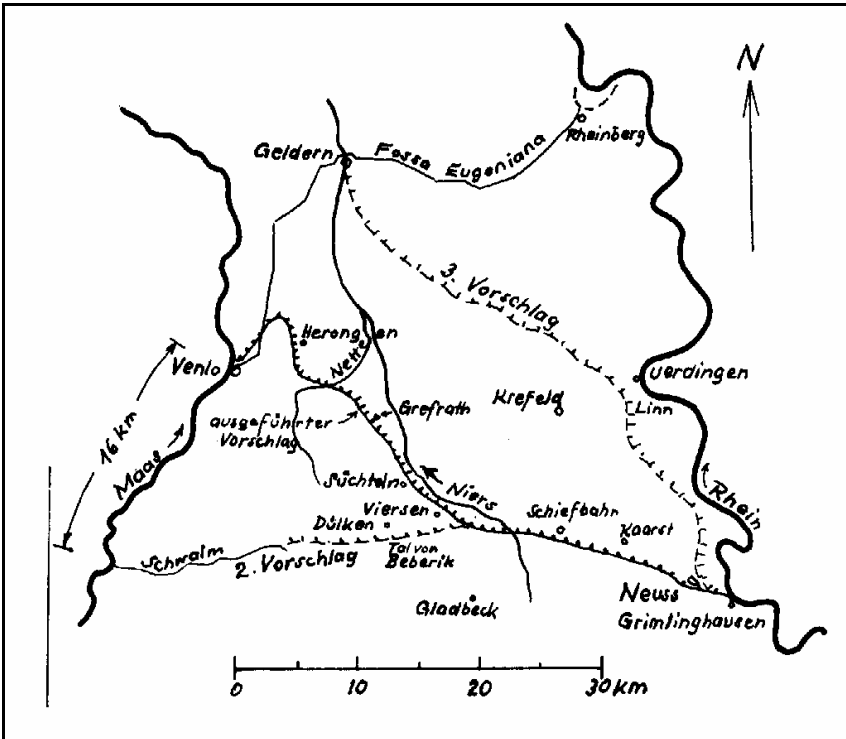 N
Rheinberg
Geldern
Fossa Eugeniana
3. Vorschlag
Herongen
Nette
Venlo
Uerdingen
Linn
Krefeld
Grefrath
ausgeführter
Vorschlag
16 km
Maas
Süchteln
Niers
Rhein
Viersen
Schiefbahn
Dülken
Kaarst
Schwalm
2. Vorschlag
Tal von
Beberik
Neuss
Gladbeck
Grimlinghausen
0 10 20 30 km